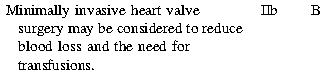 Minimally invasive heart valve IIb B
surgery may be considered to reduce
blood loss and the need for
transfusions.